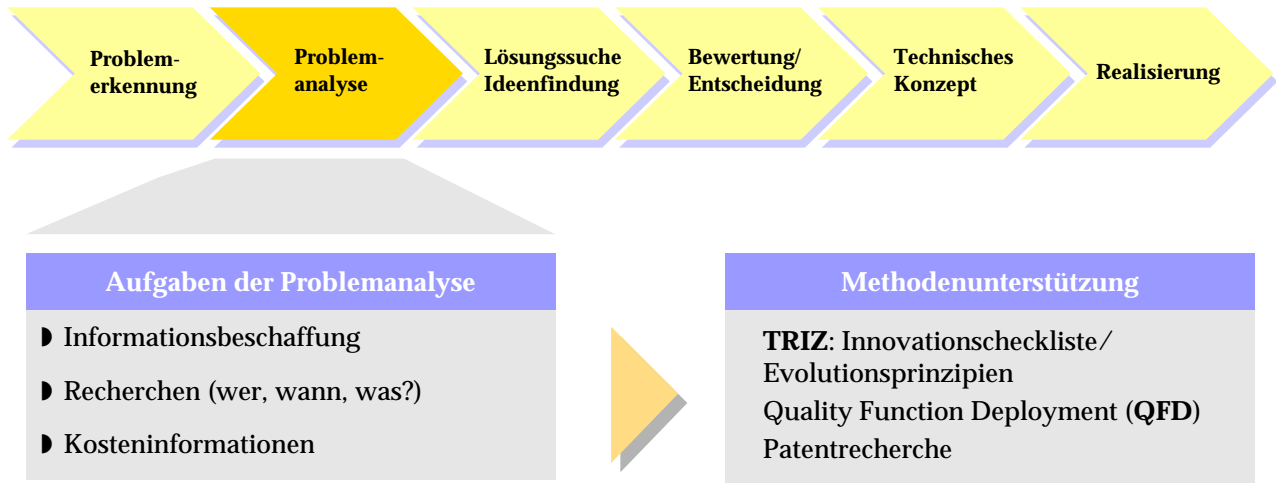 Problem-
erkennung
Problem-
analyse
Lösungssuche
Ideenfindung
Bewertung/
Entscheidung
Technisches
Konzept
Realisierung
Aufgaben der Problemanalyse
Informationsbeschaffung
Recherchen (wer, wann, was?)
Kosteninformationen
Methodenunterstützung
TRIZ: Innovationscheckliste/
Evolutionsprinzipien
Quality Function Deployment (QFD)
Patentrecherche